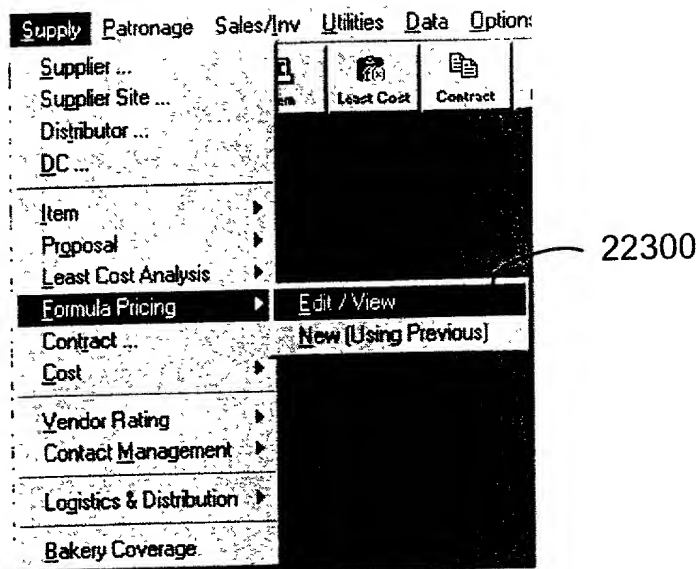 Supply Patronage Sales/Inv Utilities Data Option
Supplier ...
Supplier Site ...
Least Cost Contract
Distributor ...
DC ...
Item
Proposal
22300
Least Cost Analysis
Formula Pricing Edit / View
Contract ... New (Using Previous)
Cost
Vendor Rating
Contact Management
Logistics & Distribution
Bakery Coverage